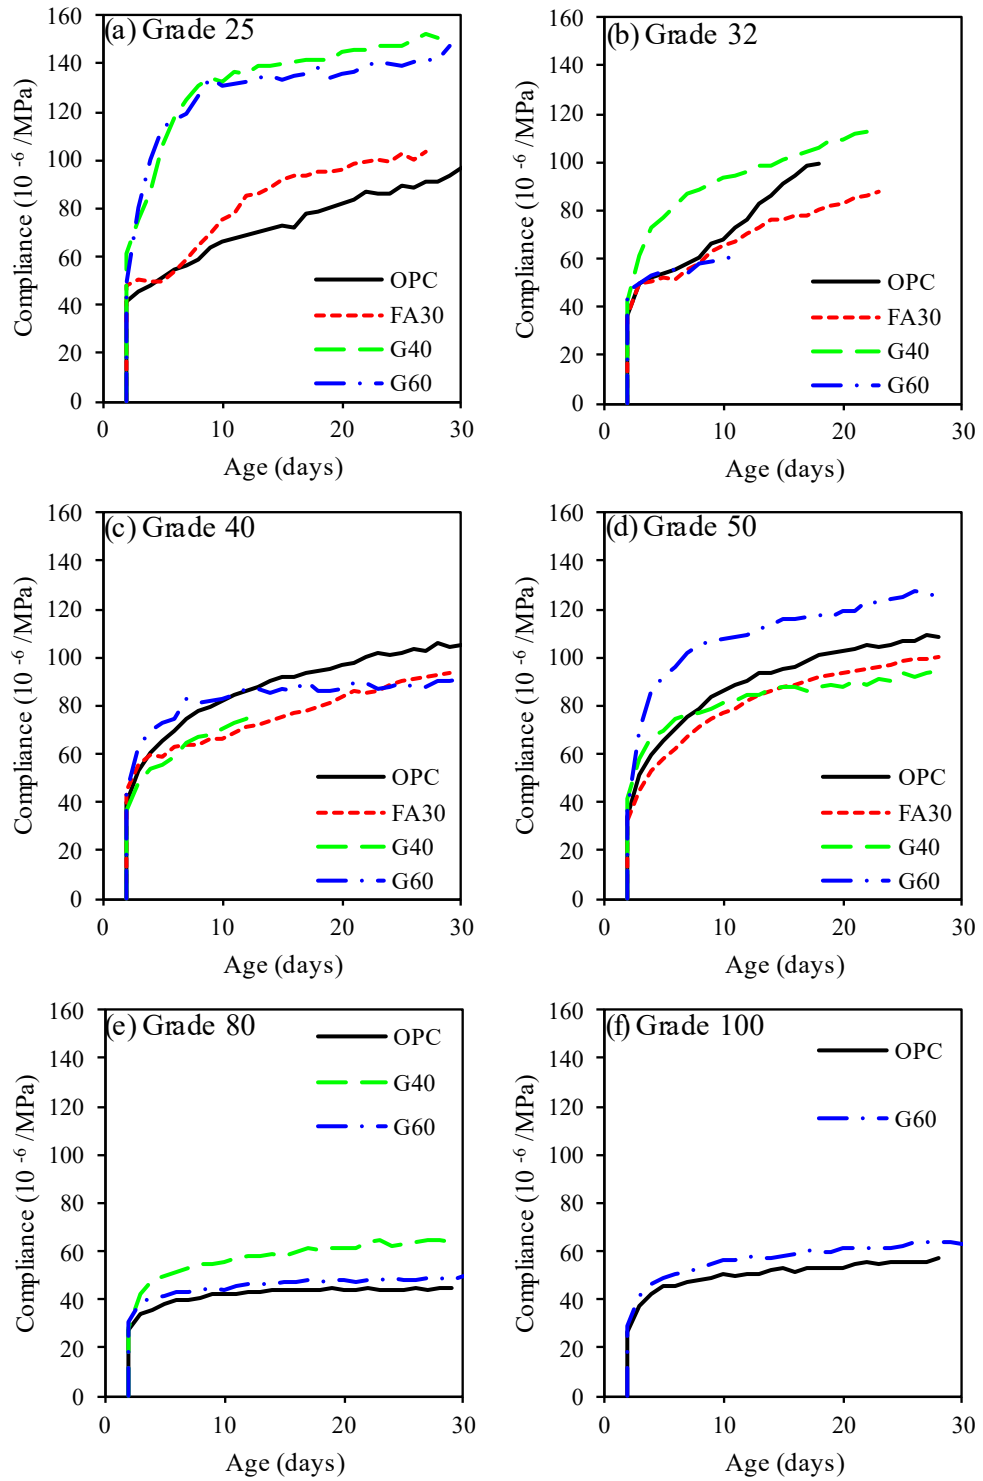 (a) Grade 25
Compliance (10 -6 /MPa)
160
140
120
100
80
60
40
20
0
OPC
FA30
G40
G60
0 10 20 30
Age (days)
(b) Grade 32
Compliance (10 -6 /MPa)
160
140
120
100
80
60
40
20
0
OPC
FA30
G40
G60
0 10 20 30
Age (days)
(c) Grade 40
Compliance (10 -6 /MPa)
160
140
120
100
80
60
40
20
0
OPC
FA30
G40
G60
0 10 20 30
Age (days)
(d) Grade 50
Compliance (10 -6 /MPa)
160
140
120
100
80
60
40
20
0
OPC
FA30
G40
G60
0 10 20 30
Age (days)
(e) Grade 80
Compliance (10 -6 /MPa)
160
140
120
100
80
60
40
20
0
OPC
G40
G60
0 10 20 30
Age (days)
(f) Grade 100
Compliance (10 -6 /MPa)
160
140
120
100
80
60
40
20
0
OPC
G60
0 10 20 30
Age (days)